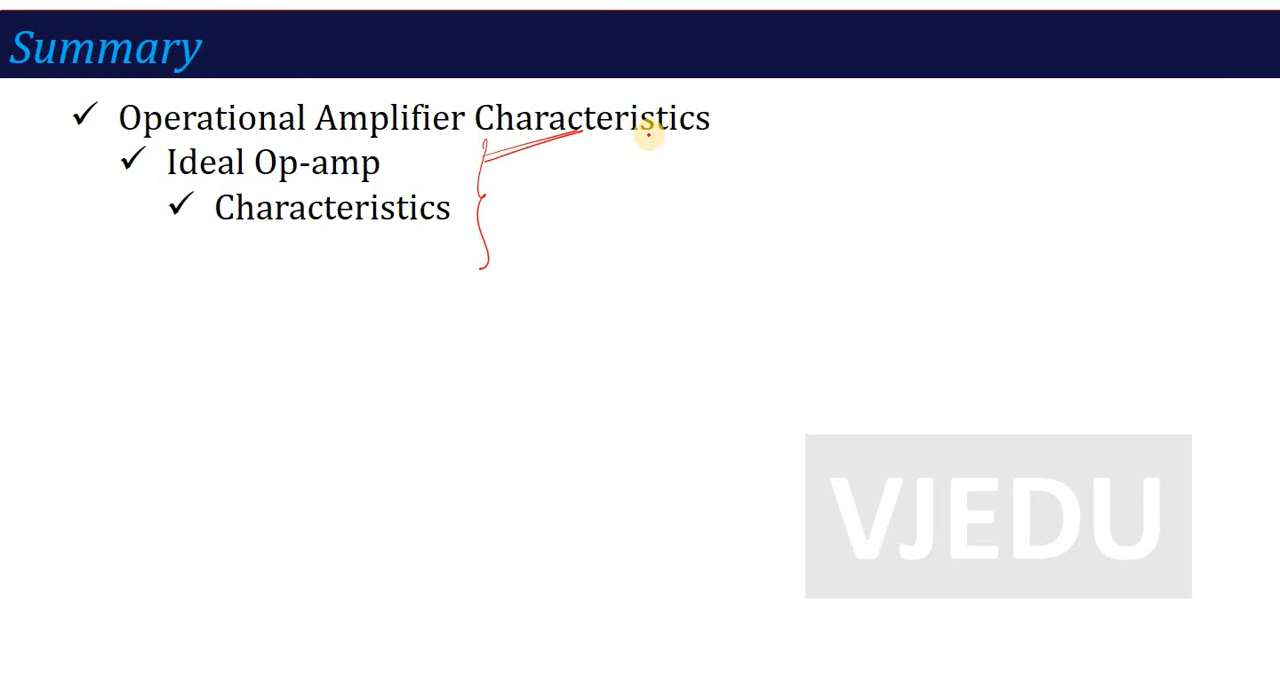 Summary
✓ Operational Amplifier Characteristics
✓ Ideal Op-amp
✓ Characteristics
VJEDU